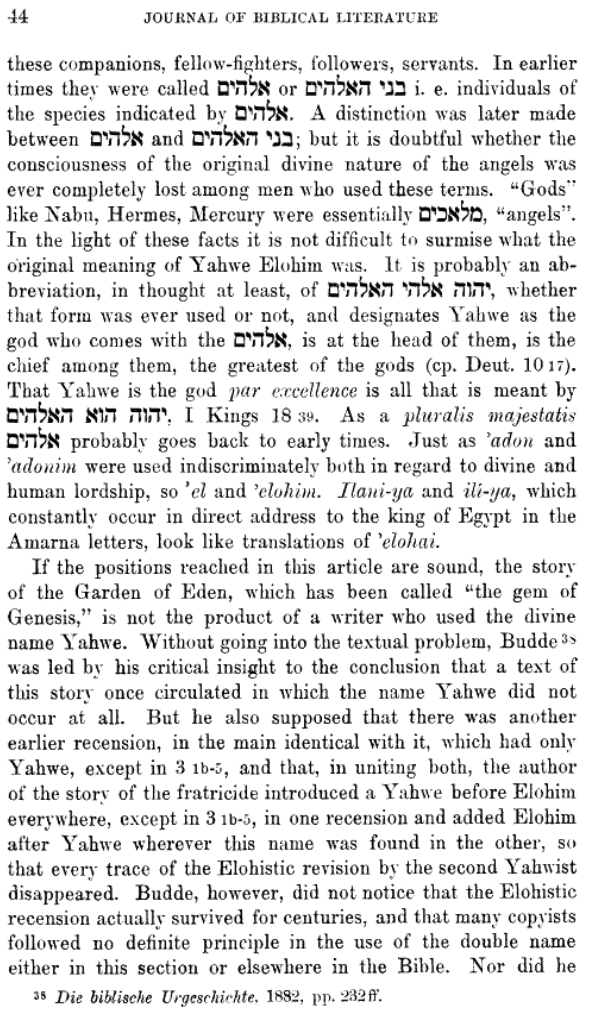 44 JOURNAL OF BIBLICAL LITERATURE
these companions, fellow-fighters, followers, servants. In earlier
times they were called אלהים or בני האלהים i. e. individuals of
the species indicated by אלהים. A distinction was later made
between אלהים and בני האלהים; but it is doubtful whether the
consciousness of the original divine nature of the angels was
ever completely lost among men who used these terms. “Gods”
like Nabu, Hermes, Mercury were essentially מלאכים, “angels”.
In the light of these facts it is not difficult to surmise what the
original meaning of Yahwe Elohim was. It is probably an ab-
breviation, in thought at least, of יהוה אלהי האלהים, whether
that form was ever used or not, and designates Yahwe as the
god who comes with the אלהים, is at the head of them, is the
chief among them, the greatest of the gods (cp. Deut. 10 17).
That Yahwe is the god par excellence is all that is meant by
יהוה הוא האלהים, I Kings 18 39. As a pluralis majestatis
אלהים probably goes back to early times. Just as ’adon and
’adonim were used indiscriminately both in regard to divine and
human lordship, so ’el and ’elohim. Ilani-ya and ili-ya, which
constantly occur in direct address to the king of Egypt in the
Amarna letters, look like translations of ’elohai.
If the positions reached in this article are sound, the story
of the Garden of Eden, which has been called “the gem of
Genesis,” is not the product of a writer who used the divine
name Yahwe. Without going into the textual problem, Budde 38
was led by his critical insight to the conclusion that a text of
this story once circulated in which the name Yahwe did not
occur at all. But he also supposed that there was another
earlier recension, in the main identical with it, which had only
Yahwe, except in 3 1b-5, and that, in uniting both, the author
of the story of the fratricide introduced a Yahwe before Elohim
everywhere, except in 3 1b-5, in one recension and added Elohim
after Yahwe wherever this name was found in the other, so
that every trace of the Elohistic revision by the second Yahwist
disappeared. Budde, however, did not notice that the Elohistic
recension actually survived for centuries, and that many copyists
followed no definite principle in the use of the double name
either in this section or elsewhere in the Bible. Nor did he
38 Die biblische Urgeschichte, 1882, pp. 232 ff.